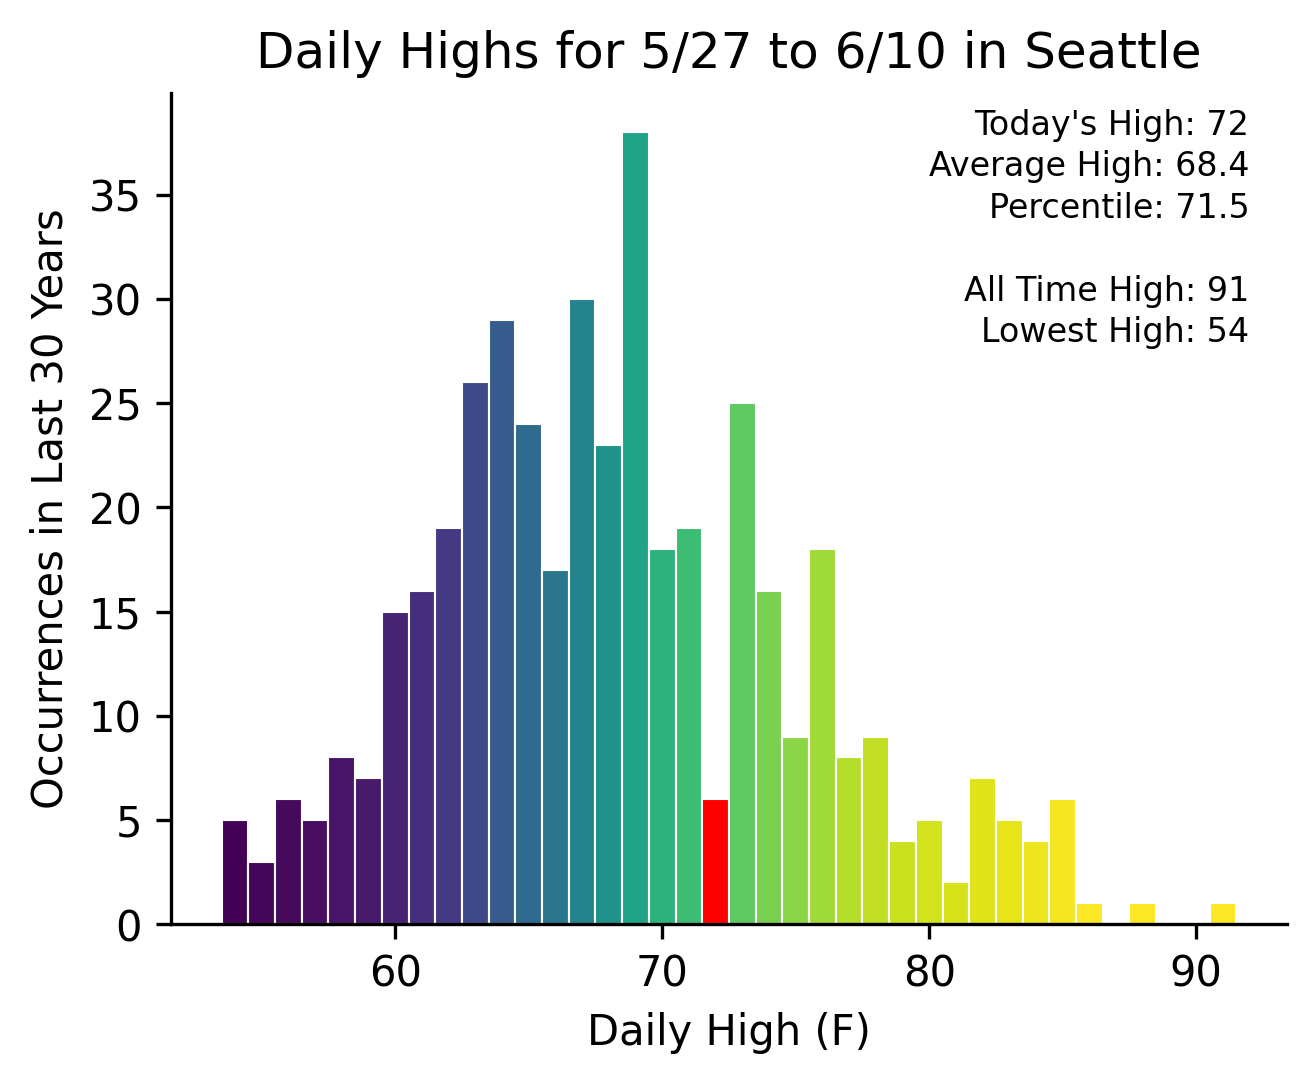 Daily Highs for 5/27 to 6/10 in Seattle
Today's High: 72
Average High: 68.4
Percentile: 71.5
All Time High: 91
Lowest High: 54
Occurrences in Last 30 Years
35
30
25
20
15
10
5
0
60 70 80 90
Daily High (F)